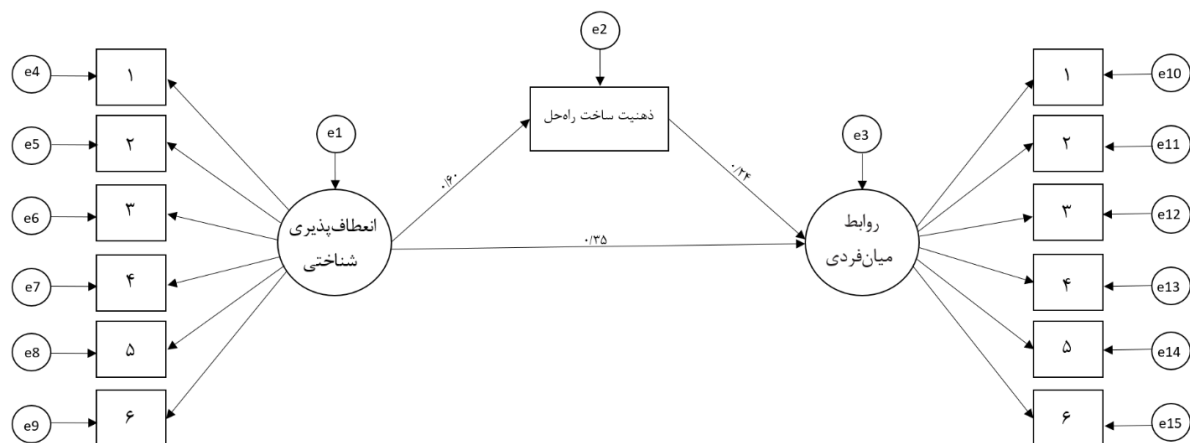 e2
e4
۱
ذهنیت ساخت راه‌حل
۱
e10
e5
۲
e1
e3
۲
e11
۰/۶۰
۰/۲۴
e6
۳
انعطاف‌پذیری
شناختی
۰/۳۵
روابط
میان‌فردی
۳
e12
e7
۴
۴
e13
e8
۵
۵
e14
e9
۶
۶
e15